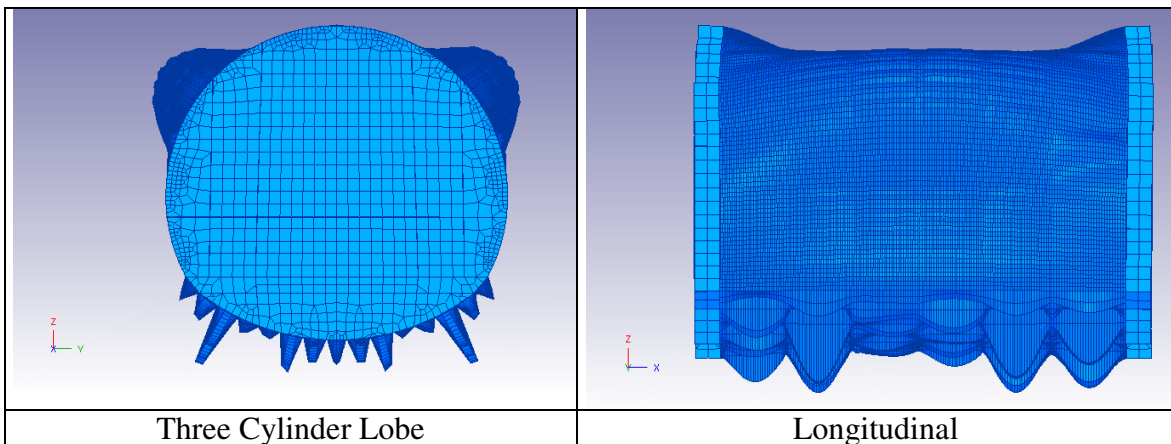 Z
X Y
Z
Y X
Three Cylinder Lobe
Longitudinal